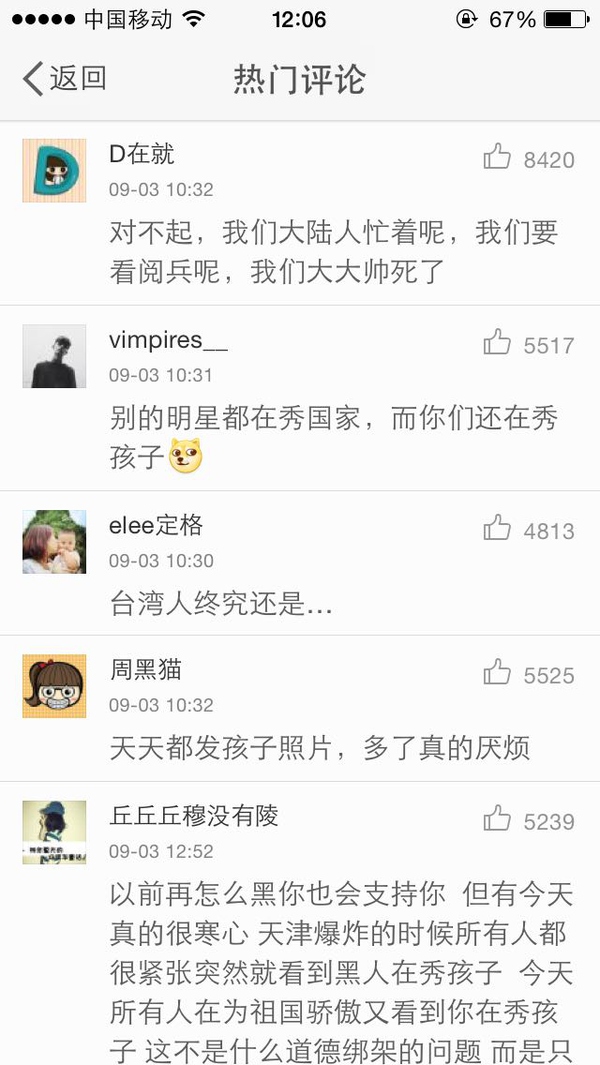 中国移动 12:06 67%
返回 热门评论
D在就 8420
09-03 10:32
对不起，我们大陆人忙着呢，我们要
看阅兵呢，我们大大帅死了
vimpires__ 5517
09-03 10:31
别的明星都在秀国家，而你们还在秀
孩子
elee定格 4813
09-03 10:30
台湾人终究还是...
周黑猫 5525
09-03 10:32
天天都发孩子照片，多了真的厌烦
丘丘丘穆没有陵 5239
09-03 12:52
以前再怎么黑你也会支持你 但有今天
真的很寒心 天津爆炸的时候所有人都
很紧张突然就看到黑人在秀孩子 今天
所有人在为祖国骄傲又看到你在秀孩
子 这不是什么道德绑架的问题 而是只